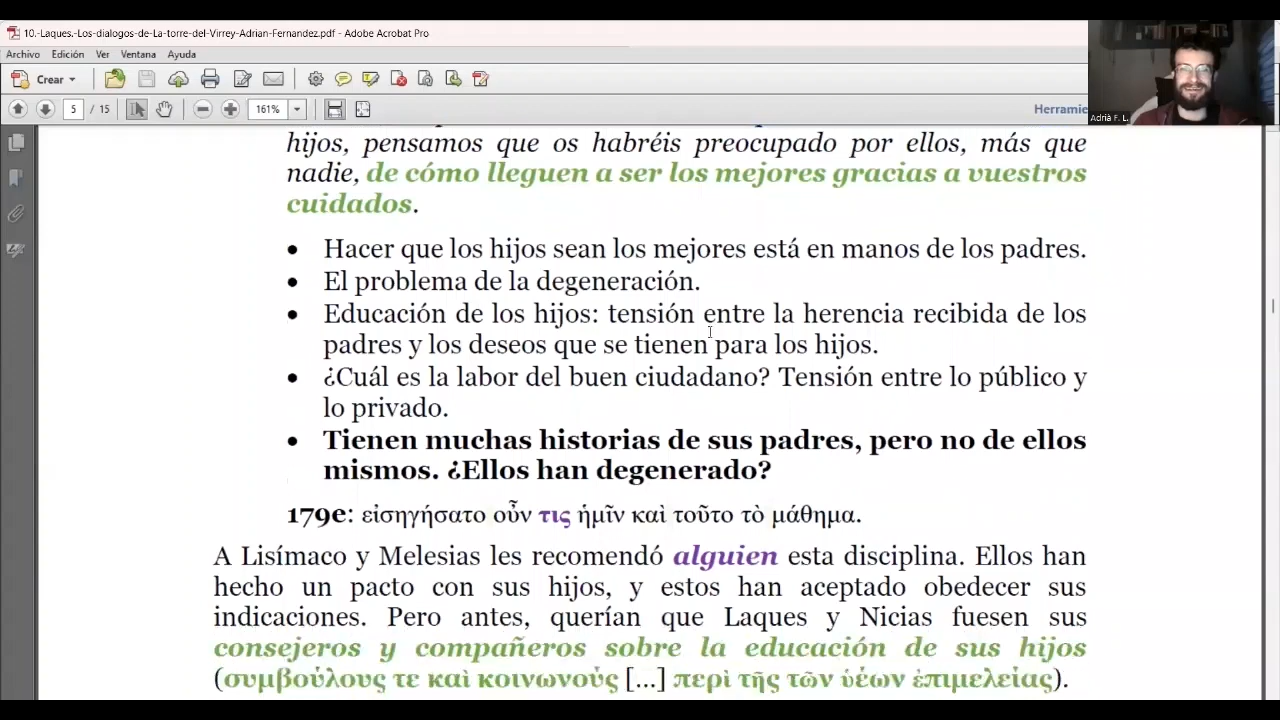 10.-Laques.-Los-dialogos-de-La-torre-del-Virrey-Adrian-Fernandez.pdf - Adobe Acrobat Pro
Archivo Edición Ver Ventana Ayuda
Crear
5 / 15 161% Herramie
Adrià F. L.
hijos, pensamos que os habréis preocupado por ellos, más que
nadie, de cómo lleguen a ser los mejores gracias a vuestros
cuidados.
• Hacer que los hijos sean los mejores está en manos de los padres.
• El problema de la degeneración.
• Educación de los hijos: tensión entre la herencia recibida de los
padres y los deseos que se tienen para los hijos.
• ¿Cuál es la labor del buen ciudadano? Tensión entre lo público y
lo privado.
• Tienen muchas historias de sus padres, pero no de ellos
mismos. ¿Ellos han degenerado?
179e: εἰσηγήσατο οὖν τις ἡμῖν καὶ τοῦτο τὸ μάθημα.
A Lisímaco y Melesias les recomendó alguien esta disciplina. Ellos han
hecho un pacto con sus hijos, y estos han aceptado obedecer sus
indicaciones. Pero antes, querían que Laques y Nicias fuesen sus
consejeros y compañeros sobre la educación de sus hijos
(συμβούλους τε καὶ κοινωνοὺς [...] περὶ τῆς τῶν ὑέων ἐπιμελείας).